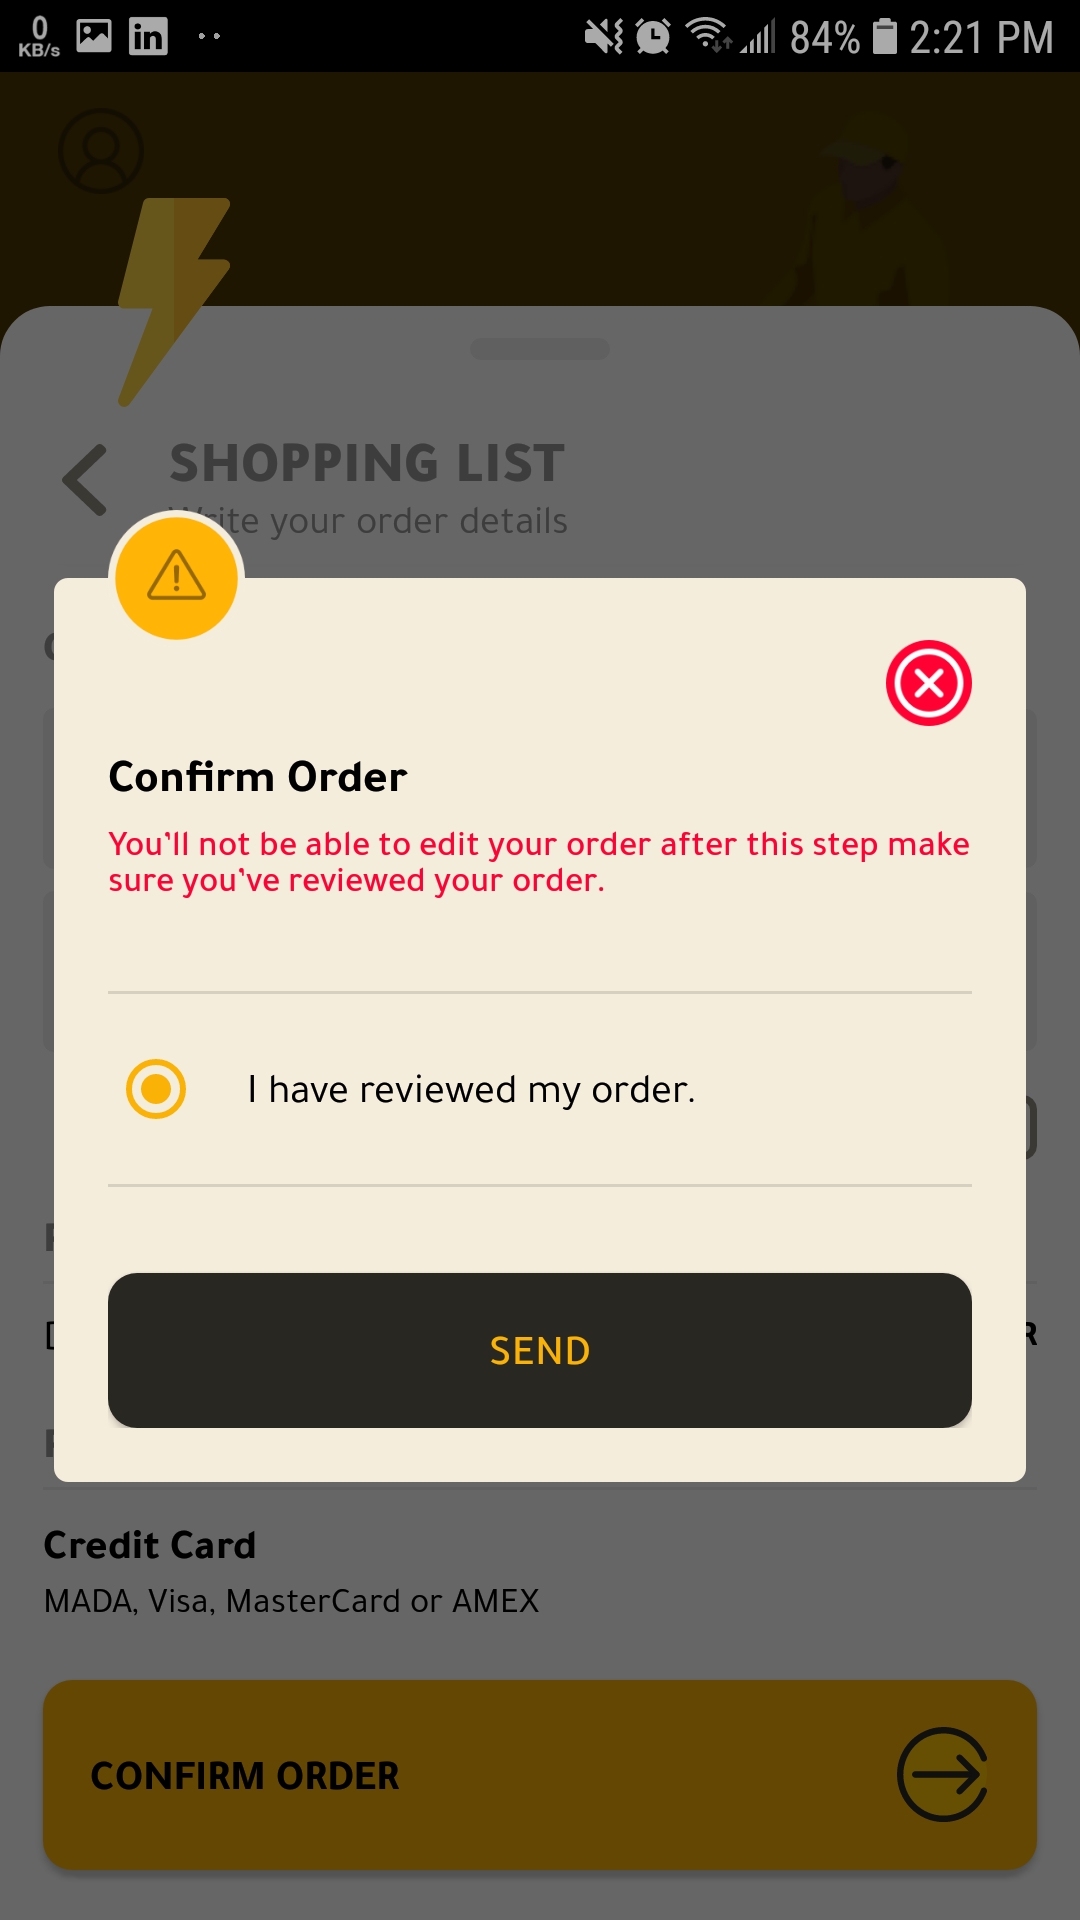 0
KB/s
in
84%
2:21 PM
SHOPPING LIST
Write your order details
Confirm Order
You'll not be able to edit your order after this step make
sure you've reviewed your order.
I have reviewed my order.
SEND
Credit Card
MADA, Visa, MasterCard or AMEX
CONFIRM ORDER